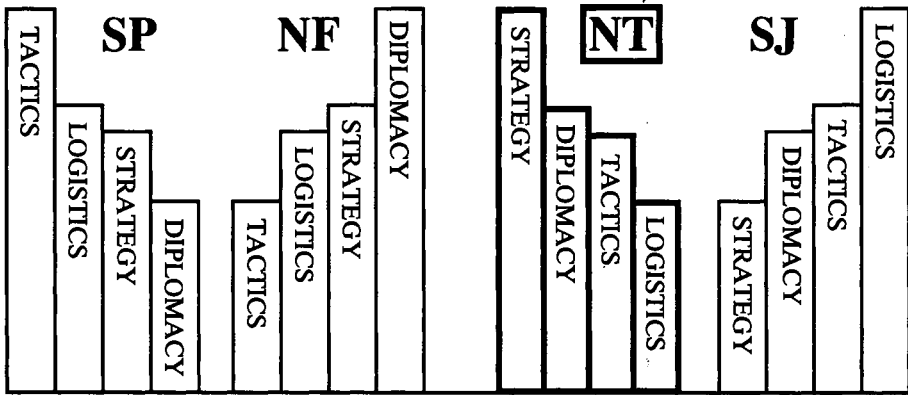 SP
TACTICS
LOGISTICS
STRATEGY
DIPLOMACY
NF
TACTICS
LOGISTICS
STRATEGY
DIPLOMACY
NT
STRATEGY
DIPLOMACY
TACTICS
LOGISTICS
SJ
STRATEGY
DIPLOMACY
TACTICS
LOGISTICS